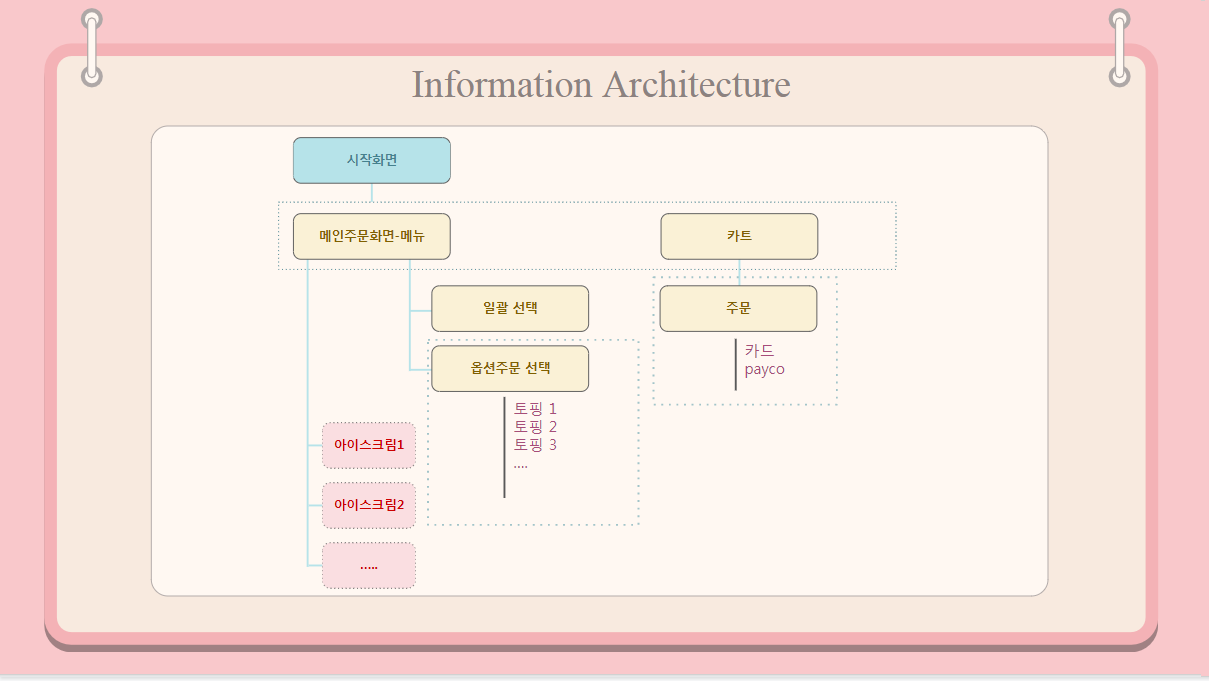 Information Architecture
시작화면
메인주문화면-메뉴
카트
일괄 선택
주문
옵션주문 선택
카드
payco
토핑 1
토핑 2
토핑 3
....
아이스크림1
아이스크림2
.....